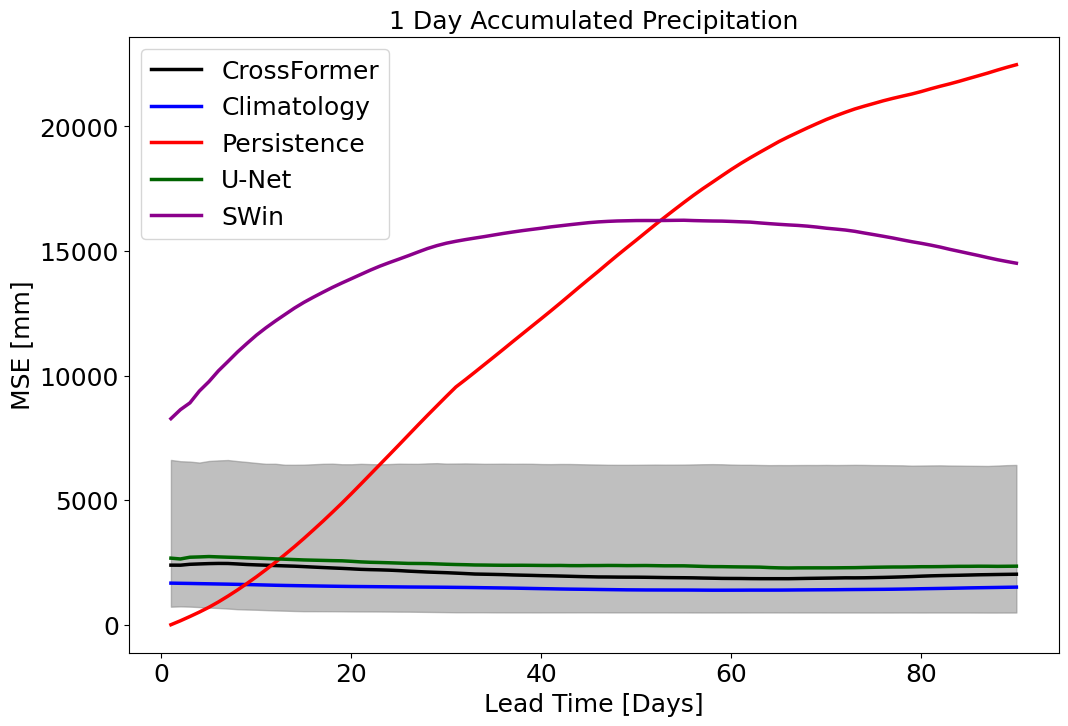 1 Day Accumulated Precipitation
CrossFormer
Climatology
Persistence
U-Net
SWin
MSE [mm]
20000
15000
10000
5000
0
0 20 40 60 80
Lead Time [Days]